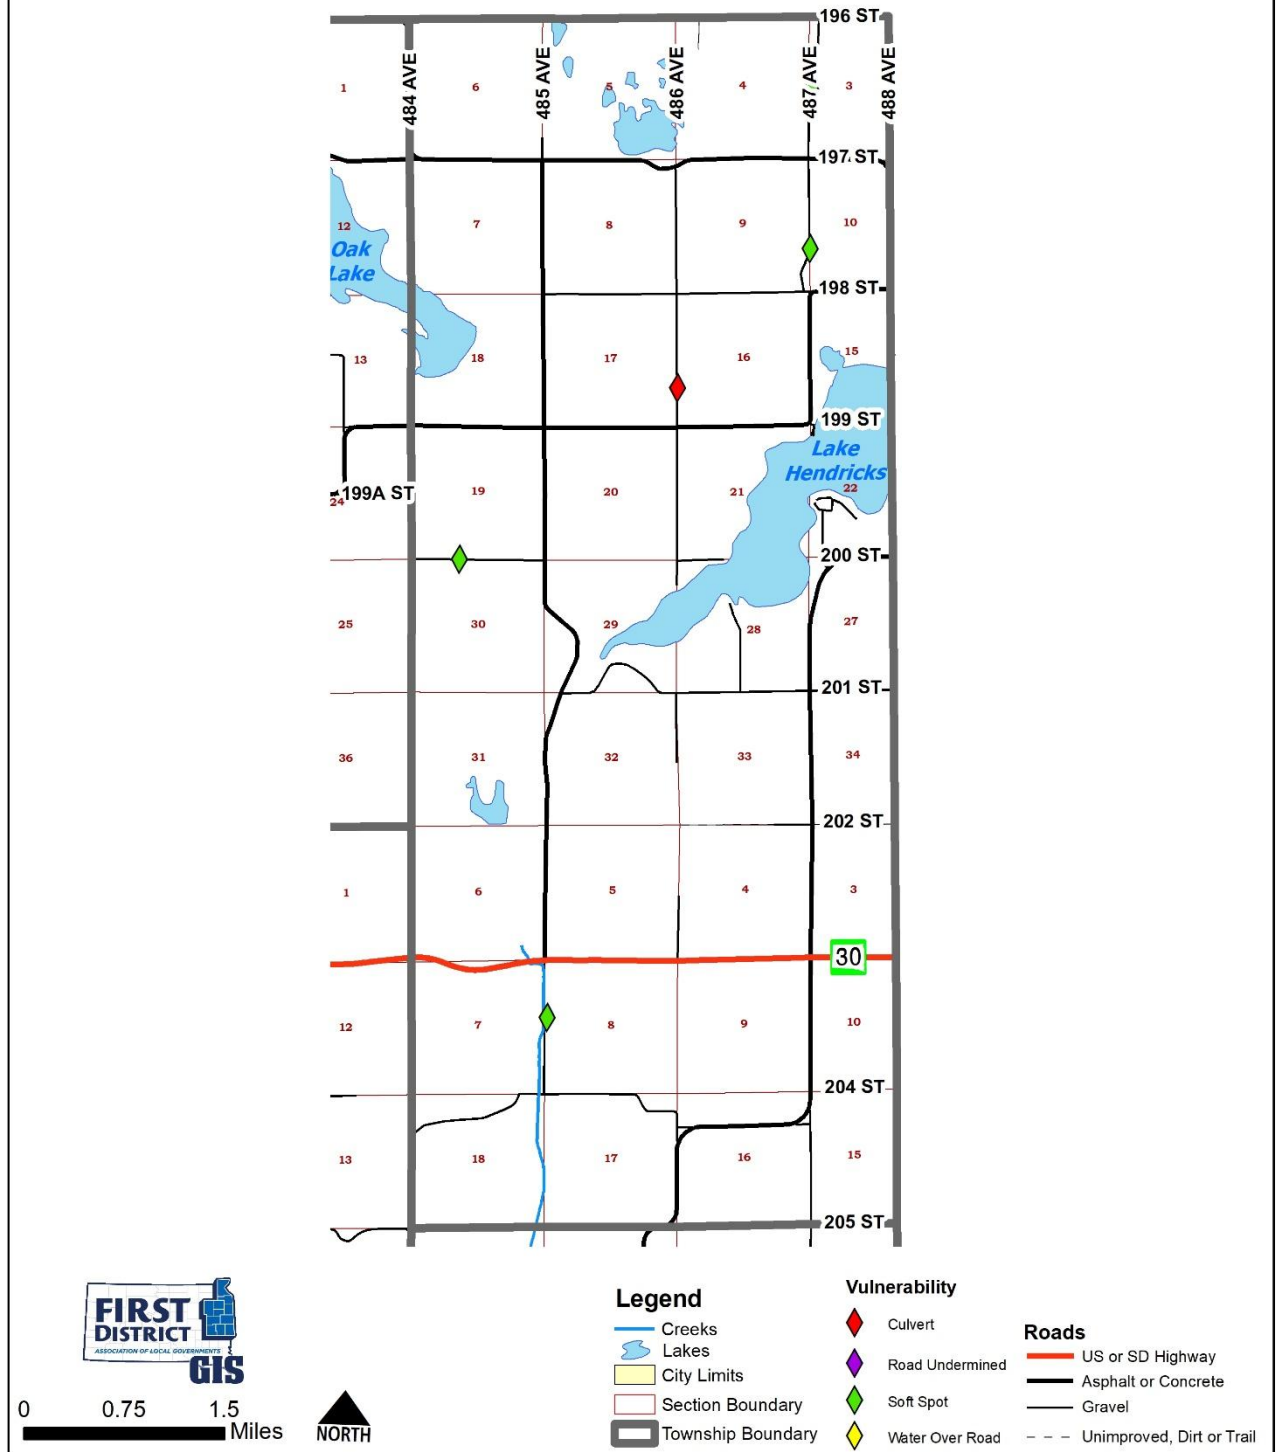 196 ST
484 AVE
485 AVE
486 AVE
487 AVE
488 AVE
1
6
5
4
3
197 ST
12
7
8
9
10
Oak
Lake
198 ST
13
18
17
16
15
199 ST
Lake
Hendricks
24
199A ST
19
20
21
22
200 ST
25
30
29
28
27
201 ST
36
31
32
33
34
202 ST
1
6
5
4
3
30
12
7
8
9
10
204 ST
13
18
17
16
15
205 ST
FIRST
DISTRICT
ASSOCIATION OF LOCAL GOVERNMENTS
GIS
0 0.75 1.5
Miles
NORTH
Legend
Creeks
Lakes
City Limits
Section Boundary
Township Boundary
Vulnerability
Culvert
Road Undermined
Soft Spot
Water Over Road
Roads
US or SD Highway
Asphalt or Concrete
Gravel
Unimproved, Dirt or Trail